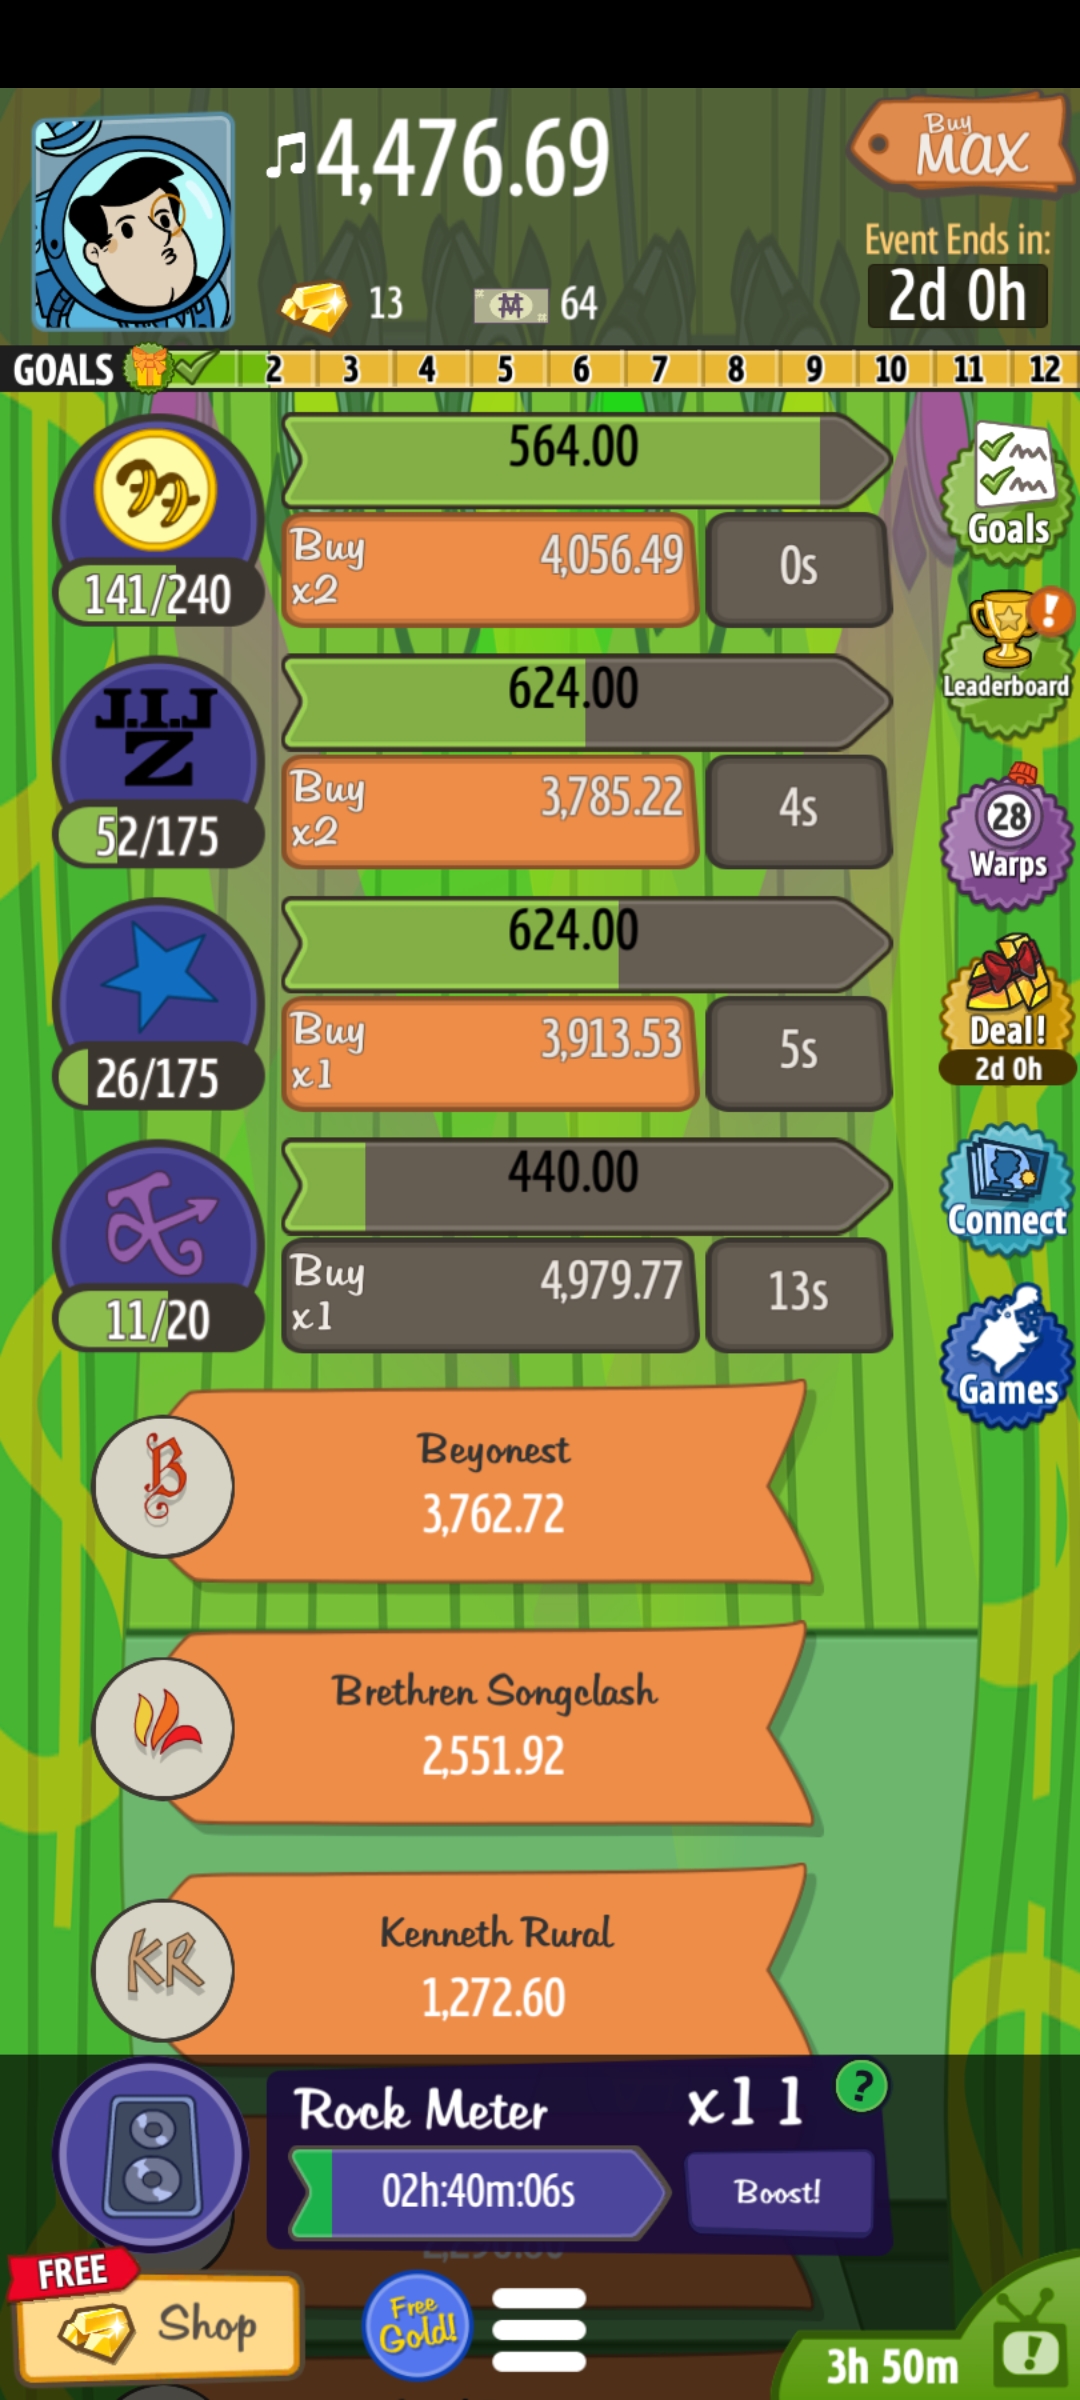 ♫4,476.69
Buy
MAX
13
64
Event Ends in:
2d 0h
GOALS 2 3 4 5 6 7 8 9 10 11 12
564.00
Buy
x2
4,056.49
0s
141/240
Goals
J.I.J
Z
624.00
Buy
x2
3,785.22
4s
52/175
Leaderboard
28
Warps
624.00
Buy
x1
3,913.53
5s
26/175
Deal!
2d 0h
440.00
Buy
x1
4,979.77
13s
11/20
Connect
Games
B
Beyonest
3,762.72
Brethren Songclash
2,551.92
KR
Kenneth Rural
1,272.60
Rock Meter
x11
?
02h:40m:06s
Boost!
FREE
Shop
Free
Gold!
3h 50m